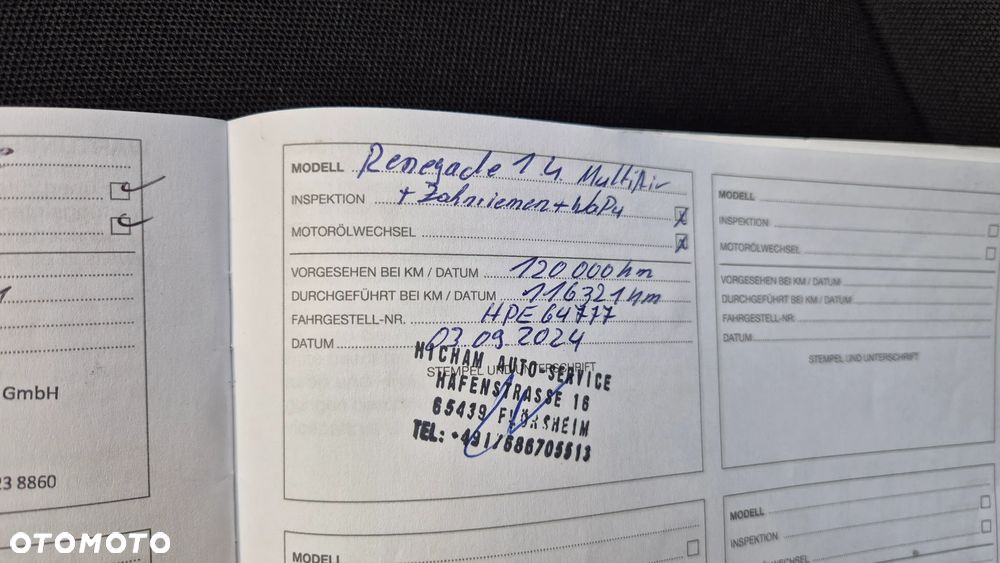 GmbH
23 8860
MODELL Renegade 1.4 MultiAir
INSPEKTION + Zahnriemen + WaPu
MOTORÖLWECHSEL
VORGESEHEN BEI KM / DATUM 120 000 km
DURCHGEFÜHRT BEI KM / DATUM 116321 km
FAHRGESTELL-NR. HPE64777
DATUM 03.09.2024
STEMPEL UND UNTERSCHRIFT
HICHAM AUTO-SERVICE
HAFENSTRASSE 16
65439 FLÖRSHEIM
TEL:
MODELL
MODELL
INSPEKTION
MOTORÖLWECHSEL
VORGESEHEN BEI KM / DATUM
DURCHGEFÜHRT BEI KM / DATUM
FAHRGESTELL-NR.
DATUM
STEMPEL UND UNTERSCHRIFT
MODELL
INSPEKTION
OTOMOTO